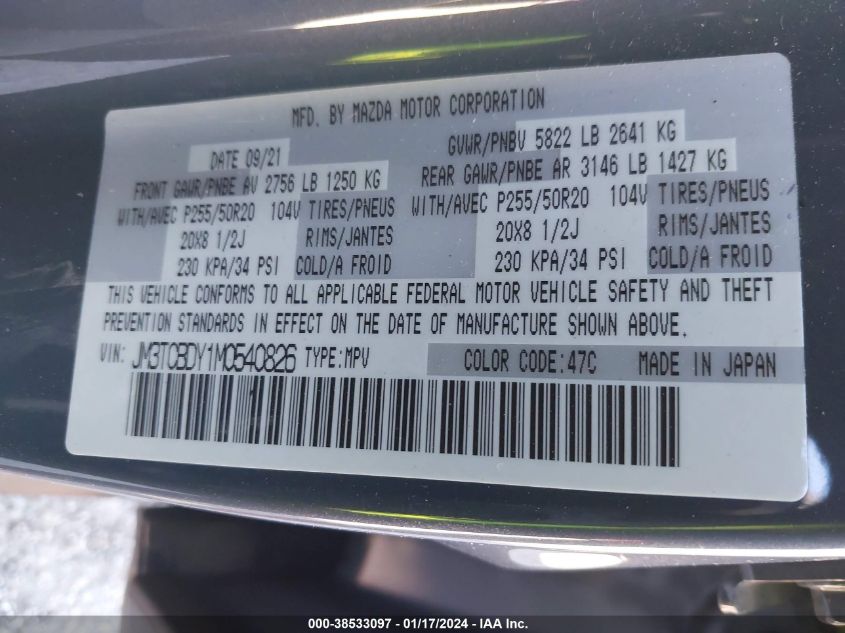 MFD. BY MAZDA MOTOR CORPORATION
DATE 09/21 GVWR/PNBV 5822 LB 2641 KG
FRONT GAWR/PNBE AV 2756 LB 1250 KG REAR GAWR/PNBE AR 3146 LB 1427 KG
WITH/AVEC P255/50R20 104V TIRES/PNEUS WITH/AVEC P255/50R20 104V TIRES/PNEUS
20X8 1/2J RIMS/JANTES 20X8 1/2J RIMS/JANTES
230 KPA/34 PSI COLD/A FROID 230 KPA/34 PSI COLD/A FROID
THIS VEHICLE CONFORMS TO ALL APPLICABLE FEDERAL MOTOR VEHICLE SAFETY AND THEFT
PREVENTION STANDARDS IN EFFECT ON THE DATE OF MANUFACTURE SHOWN ABOVE.
VIN: JM3TCBDY1M0540826 TYPE:MPV COLOR CODE:47C MADE IN JAPAN
000-38533097 - 01/17/2024 - IAA Inc.